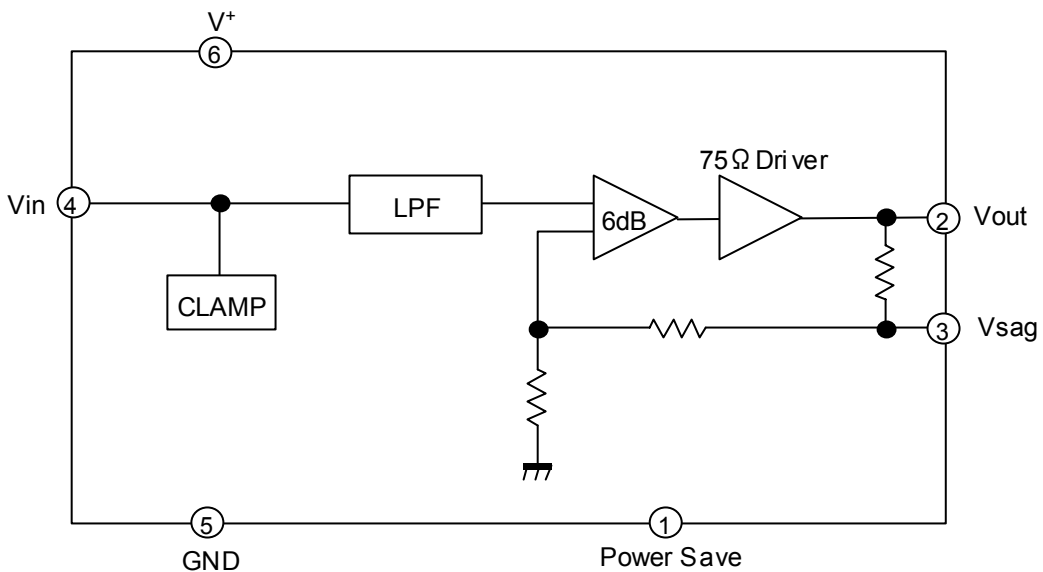 V+
6
75Ω Driver
Vin 4
LPF
6dB
2 Vout
CLAMP
3 Vsag
5
1
GND
Power Save